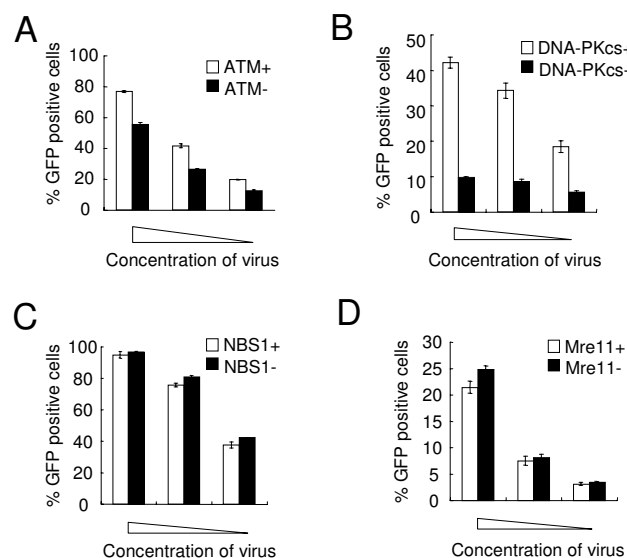 A
% GFP positive cells
100
80
60
40
20
0
ATM+
ATM-
Concentration of virus
B
% GFP positive cells
50
40
30
20
10
0
DNA-PKcs-
DNA-PKcs-
Concentration of virus
C
% GFP positive cells
100
80
60
40
20
0
NBS1+
NBS1-
Concentration of virus
D
% GFP positive cells
30
25
20
15
10
5
0
Mre11+
Mre11-
Concentration of virus